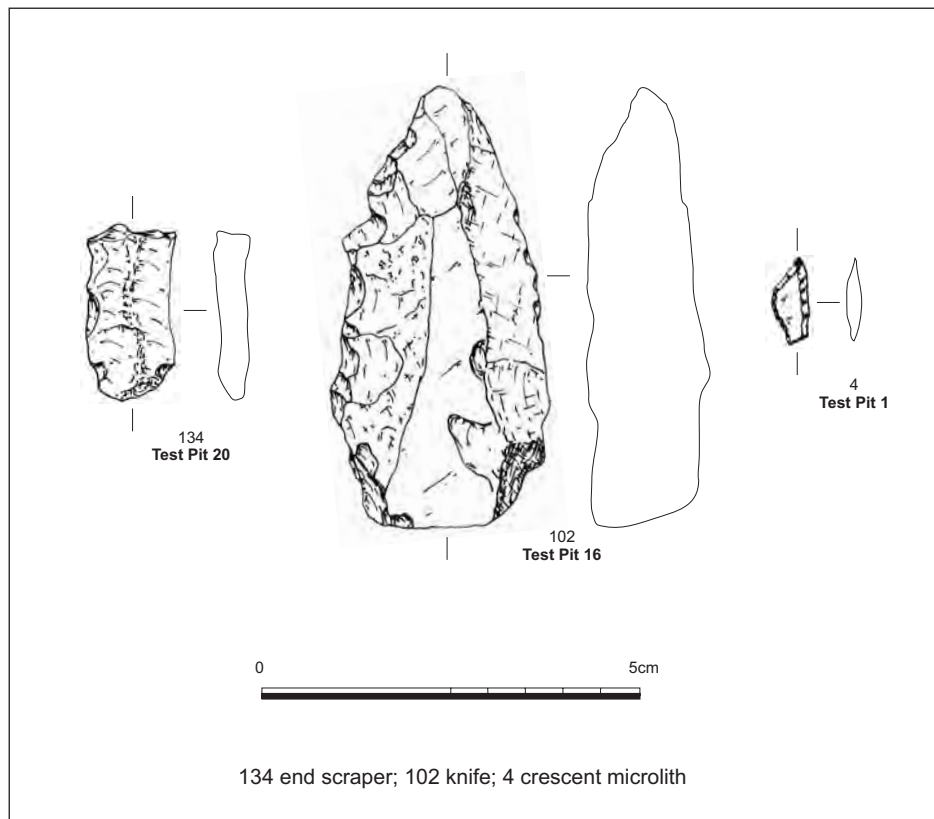 134
Test Pit 20
102
Test Pit 16
4
Test Pit 1
0 5cm
134 end scraper; 102 knife; 4 crescent microlith